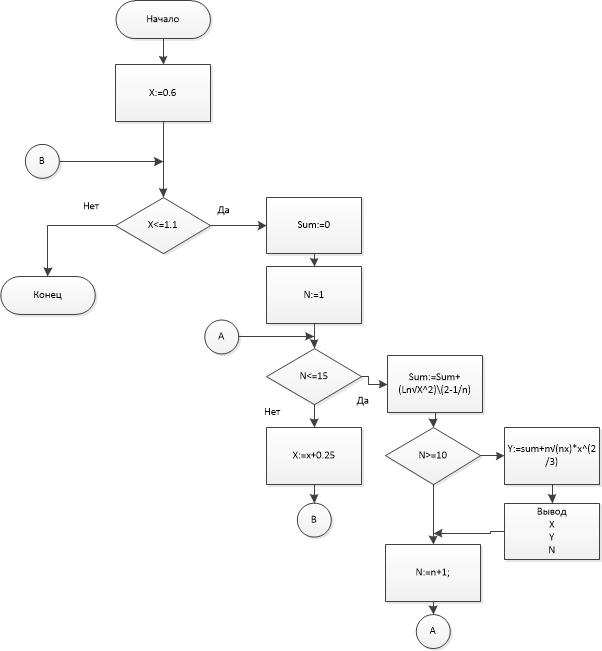 Начало
X:=0.6
B
Нет
X<=1.1
Да
Sum:=0
Конец
N:=1
A
N<=15
Sum:=Sum+
(Ln√X^2)\(2-1/n)
Да
Нет
X:=x+0.25
N>=10
Y:=sum+n√(nx)*x^(2
/3)
B
Вывод
X
Y
N
N:=n+1;
A